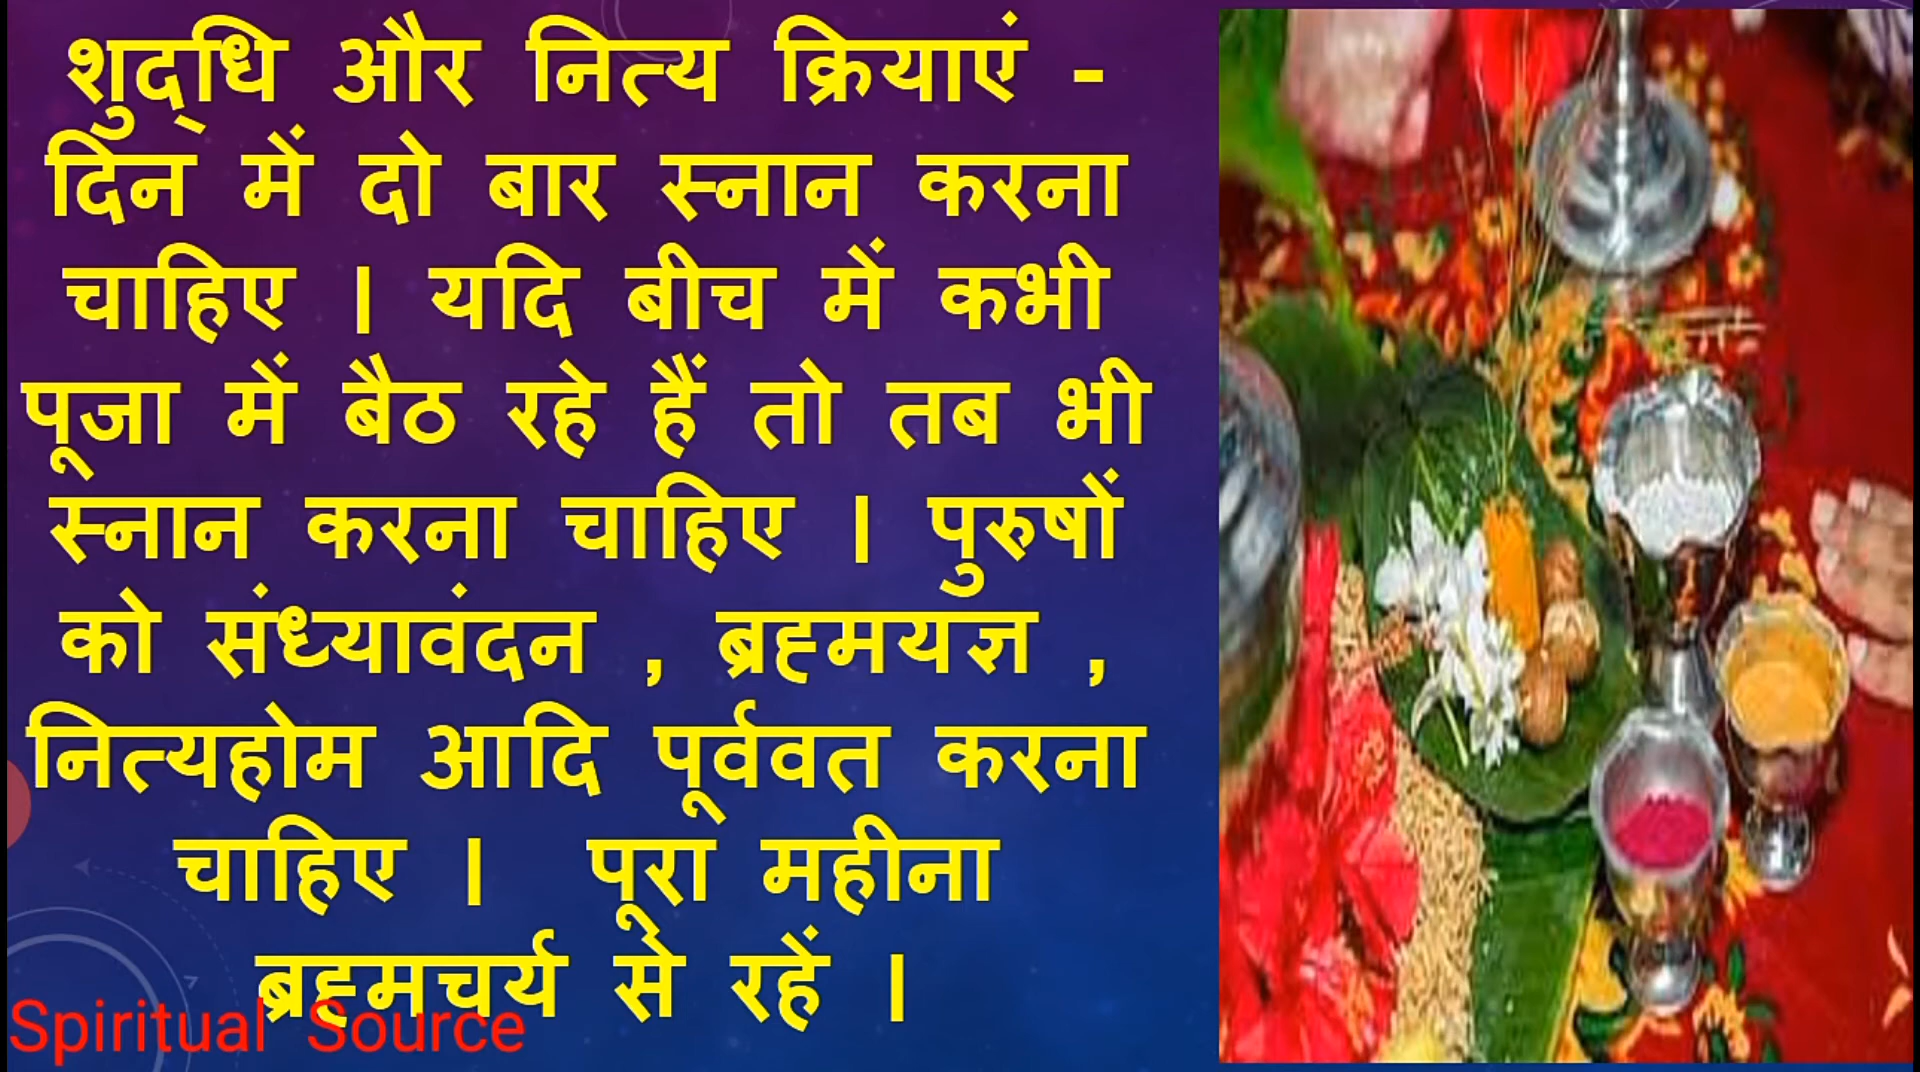 शुद्धि और नित्य क्रियाएं -
दिन में दो बार स्नान करना
चाहिए । यदि बीच में कभी
पूजा में बैठ रहे हैं तो तब भी
स्नान करना चाहिए । पुरुषों
को संध्यावंदन , ब्रह्मयज्ञ ,
नित्यहोम आदि पूर्ववत करना
चाहिए । पूरा महीना
ब्रह्मचर्य से रहें ।
Spiritual Source